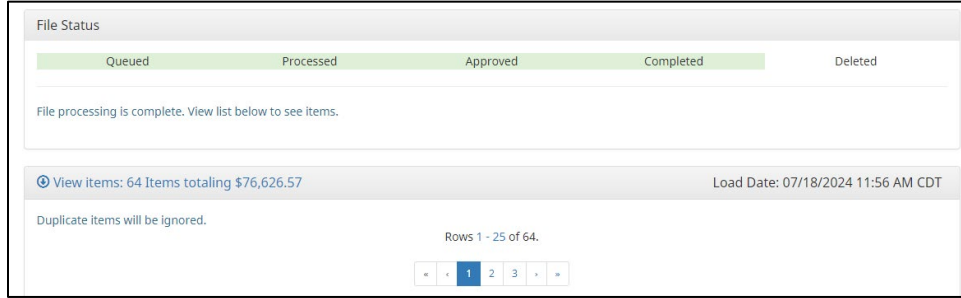 File Status
Queued Processed Approved Completed Deleted
File processing is complete. View list below to see items.
View items: 64 Items totaling $76,626.57 Load Date: 07/18/2024 11:56 AM CDT
Duplicate items will be ignored.
Rows 1 - 25 of 64.
« ‹ 1 2 3 › »